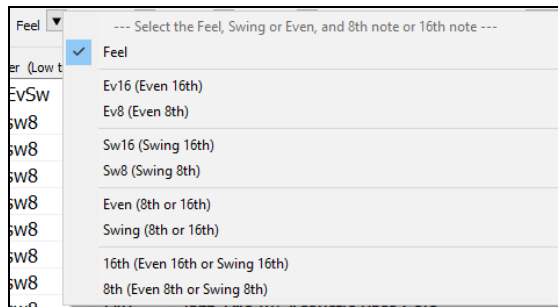 Feel
--- Select the Feel, Swing or Even, and 8th note or 16th note ---
Feel
er (Low t
Ev16 (Even 16th)
EvSw
Ev8 (Even 8th)
sw8
Sw16 (Swing 16th)
sw8
Sw8 (Swing 8th)
sw8
Even (8th or 16th)
sw8
Swing (8th or 16th)
sw8
16th (Even 16th or Swing 16th)
sw8
8th (Even 8th or Swing 8th)
sw8